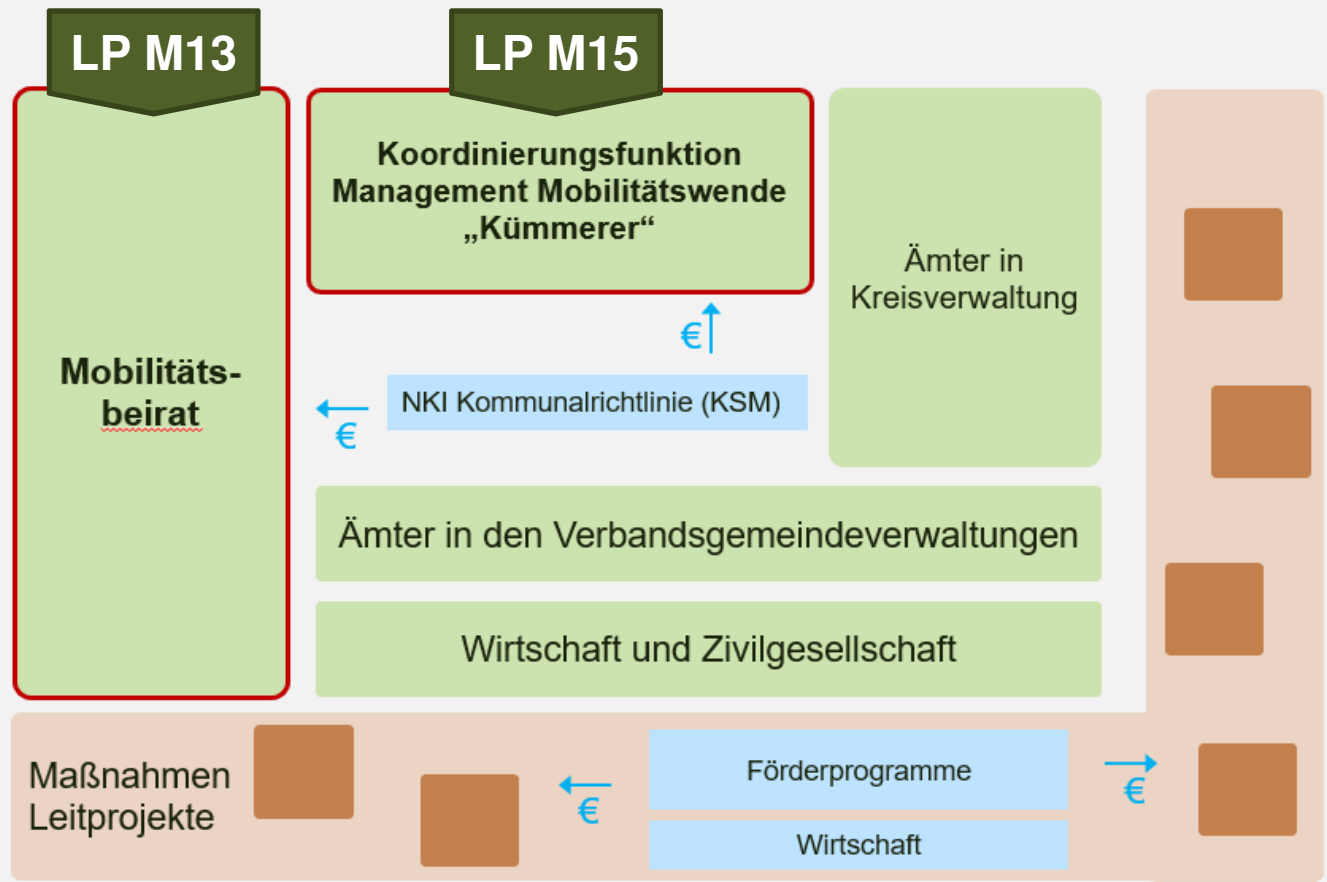 LP M13
LP M15
Koordinierungsfunktion
Management Mobilitätswende
„Kümmerer“
Ämter in
Kreisverwaltung
€
Mobilitäts-
beirat
NKI Kommunalrichtlinie (KSM)
€
Ämter in den Verbandsgemeindeverwaltungen
Wirtschaft und Zivilgesellschaft
Maßnahmen
Leitprojekte
€
Förderprogramme
€
Wirtschaft